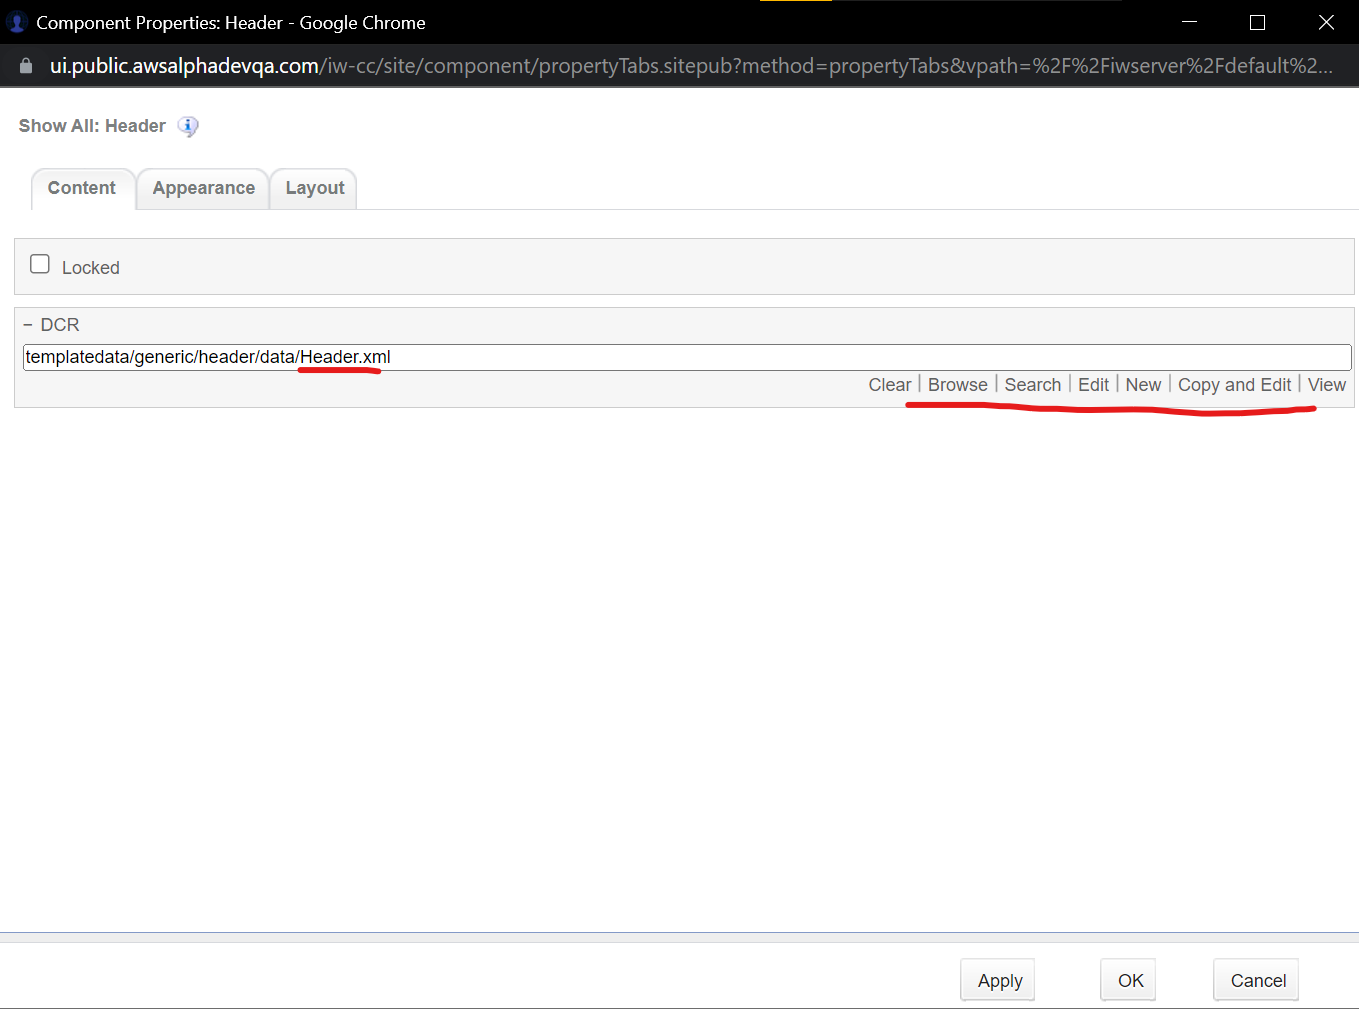 Component Properties: Header - Google Chrome
ui.public.awsalphadevqa.com/iw-cc/site/component/propertyTabs.sitepub?method=propertyTabs&vpath=%2F%2Fiwserver%2Fdefault%2...
Show All: Header
Content Appearance Layout
Locked
− DCR
templatedata/generic/header/data/Header.xml
Clear | Browse | Search | Edit | New | Copy and Edit | View
Apply OK Cancel